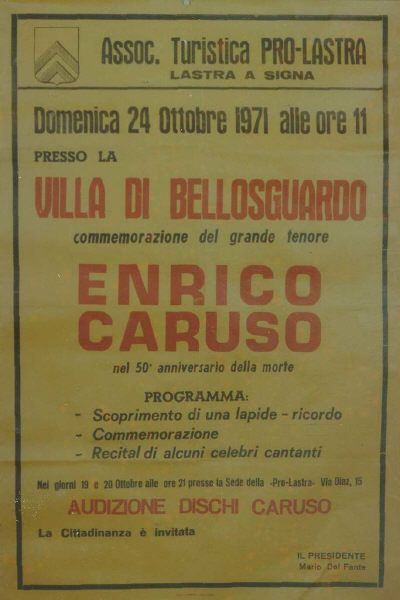 Assoc. Turistica PRO-LASTRA
LASTRA A SIGNA
Domenica 24 Ottobre 1971 alle ore 11
PRESSO LA
VILLA DI BELLOSGUARDO
commemorazione del grande tenore
ENRICO
CARUSO
nel 50° anniversario della morte
PROGRAMMA:
- Scoprimento di una lapide - ricordo
- Commemorazione
- Recital di alcuni celebri cantanti
Nei giorni 19 e 20 Ottobre alle ore 21 presso la Sede della «Pro-Lastra» Via Diaz, 15
AUDIZIONE DISCHI CARUSO
La Cittadinanza è invitata
IL PRESIDENTE
Mario Del Fante